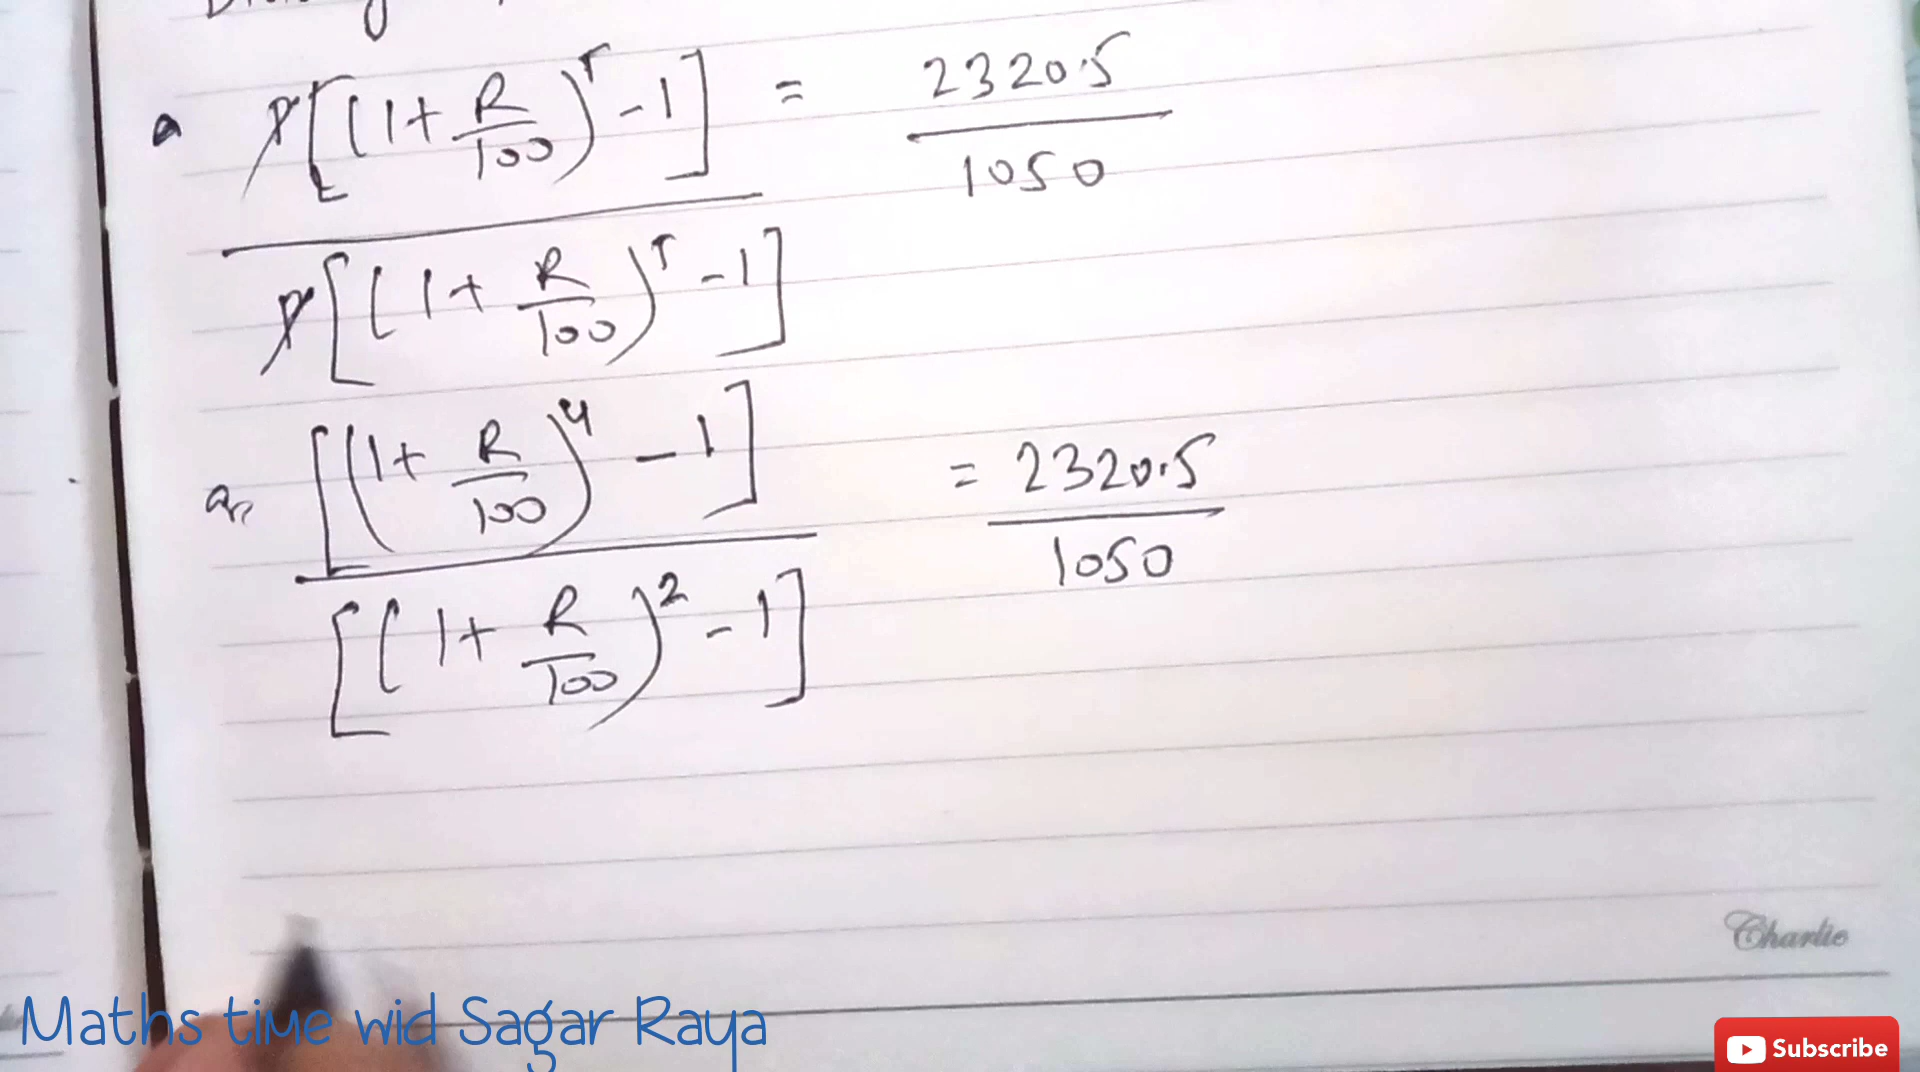 P[(1+R/100)^T-1] = 2320.5/1050
P[(1+R/100)^T-1]
[(1+R/100)^4-1] = 2320.5/1050
[(1+R/100)^2-1]
Charlie
Maths time wid Sagar Raya
Subscribe